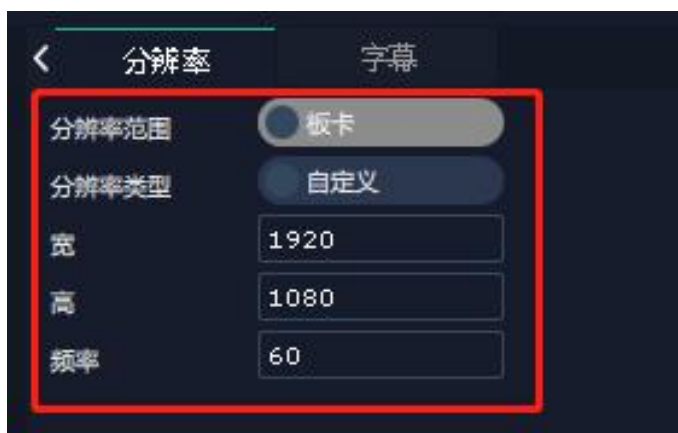 分辨率 字幕
分辨率范围 板卡
分辨率类型 自定义
宽 1920
高 1080
频率 60